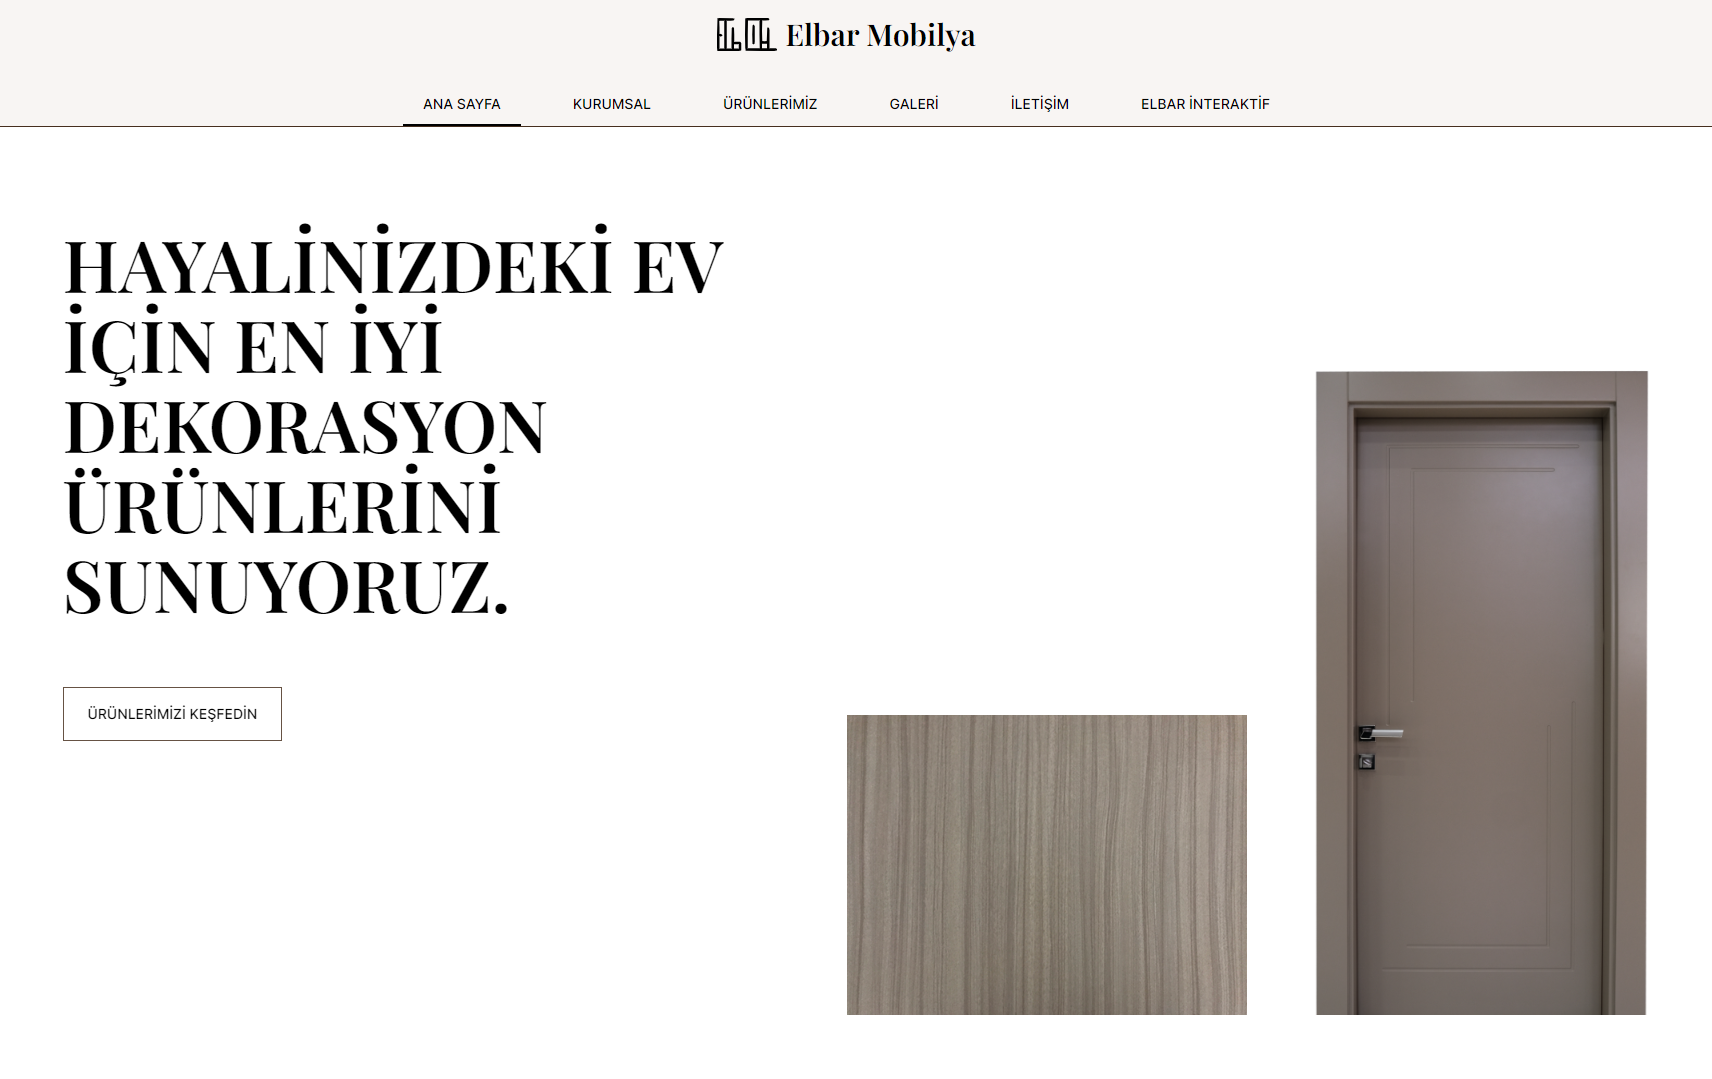 Elbar Mobilya
ANA SAYFA KURUMSAL ÜRÜNLERİMİZ GALERİ İLETİŞİM ELBAR İNTERAKTİF
HAYALİNİZDEKİ EV
İÇİN EN İYİ
DEKORASYON
ÜRÜNLERİNİ
SUNUYORUZ.
ÜRÜNLERİMİZİ KEŞFEDİN